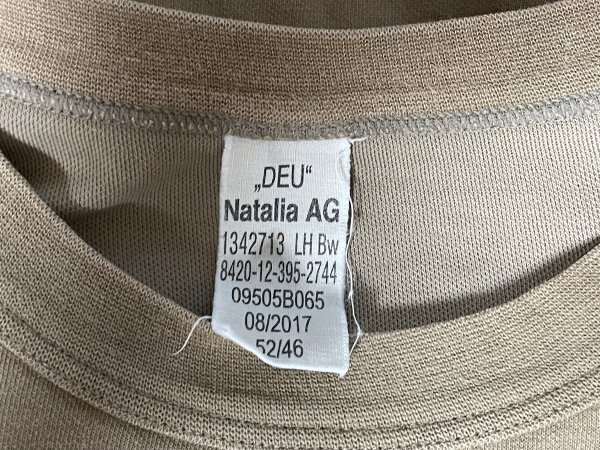 „DEU“
Natalia AG
1342713 LH Bw
8420-12-395-2744
09505B065
08/2017
52/46